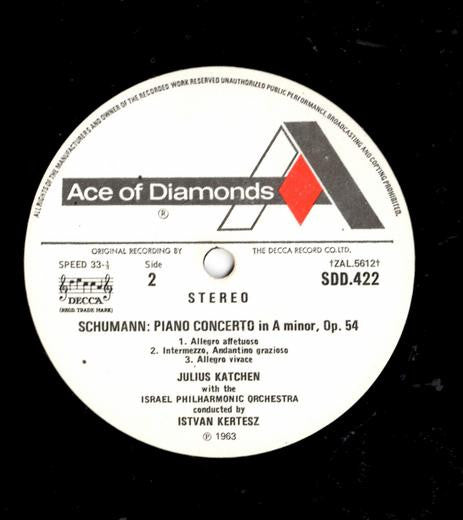 ALL RIGHTS OF THE MANUFACTURERS AND OWNER OF THE RECORDED WORK RESERVED UNAUTHORIZED PUBLIC PERFORMANCE BROADCASTING AND COPYING PROHIBITED.
Ace of Diamonds
®
ORIGINAL RECORDING BY THE DECCA RECORD CO. LTD.
SPEED 33-⅓ Side †ZAL.5612†
2 SDD.422
DECCA
(REGD TRADE MARK)
STEREO
SCHUMANN: PIANO CONCERTO in A minor, Op. 54
1. Allegro affetuoso
2. Intermezzo, Andantino grazioso
3. Allegro vivace
JULIUS KATCHEN
with the
ISRAEL PHILHARMONIC ORCHESTRA
conducted by
ISTVAN KERTESZ
℗ 1963